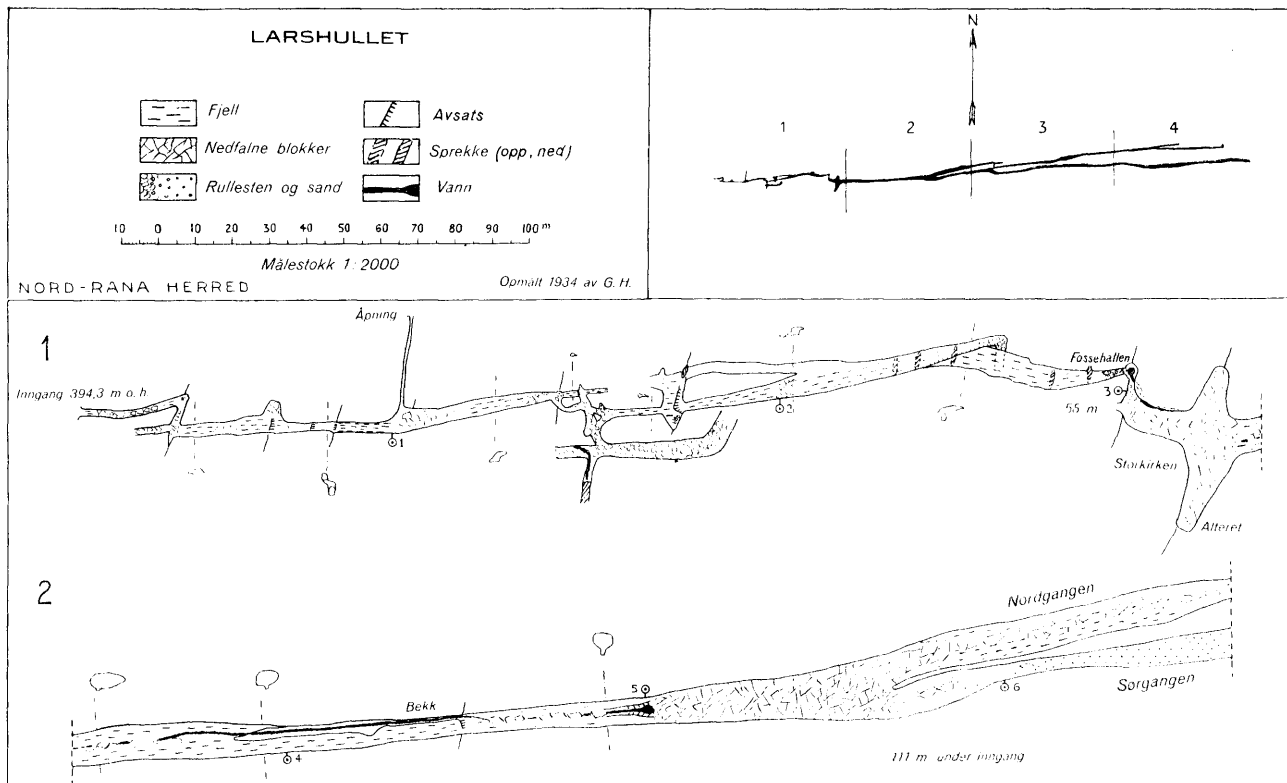 LARSHULLET
Fjell
Avsats
Nedfalne blokker
Sprekke (opp, ned)
Rullesten og sand
Vann
10 0 10 20 30 40 50 60 70 80 90 100 m
Målestokk 1:2000
NORD-RANA HERRED
Opmålt 1934 av G. H.
N
1 2 3 4
1
Åpning
Inngang 394,3 m o. h.
Fossehallen
1
2
3
55 m
Storkirken
Alteret
2
Nordgangen
Bekk
5
6
Sørgangen
4
111 m under inngang